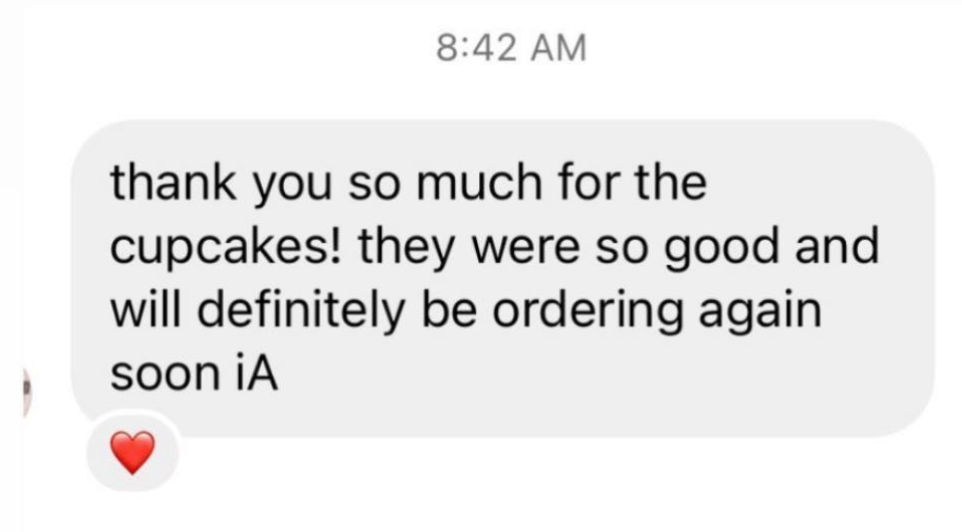 8:42 AM
thank you so much for the
cupcakes! they were so good and
will definitely be ordering again
soon iA